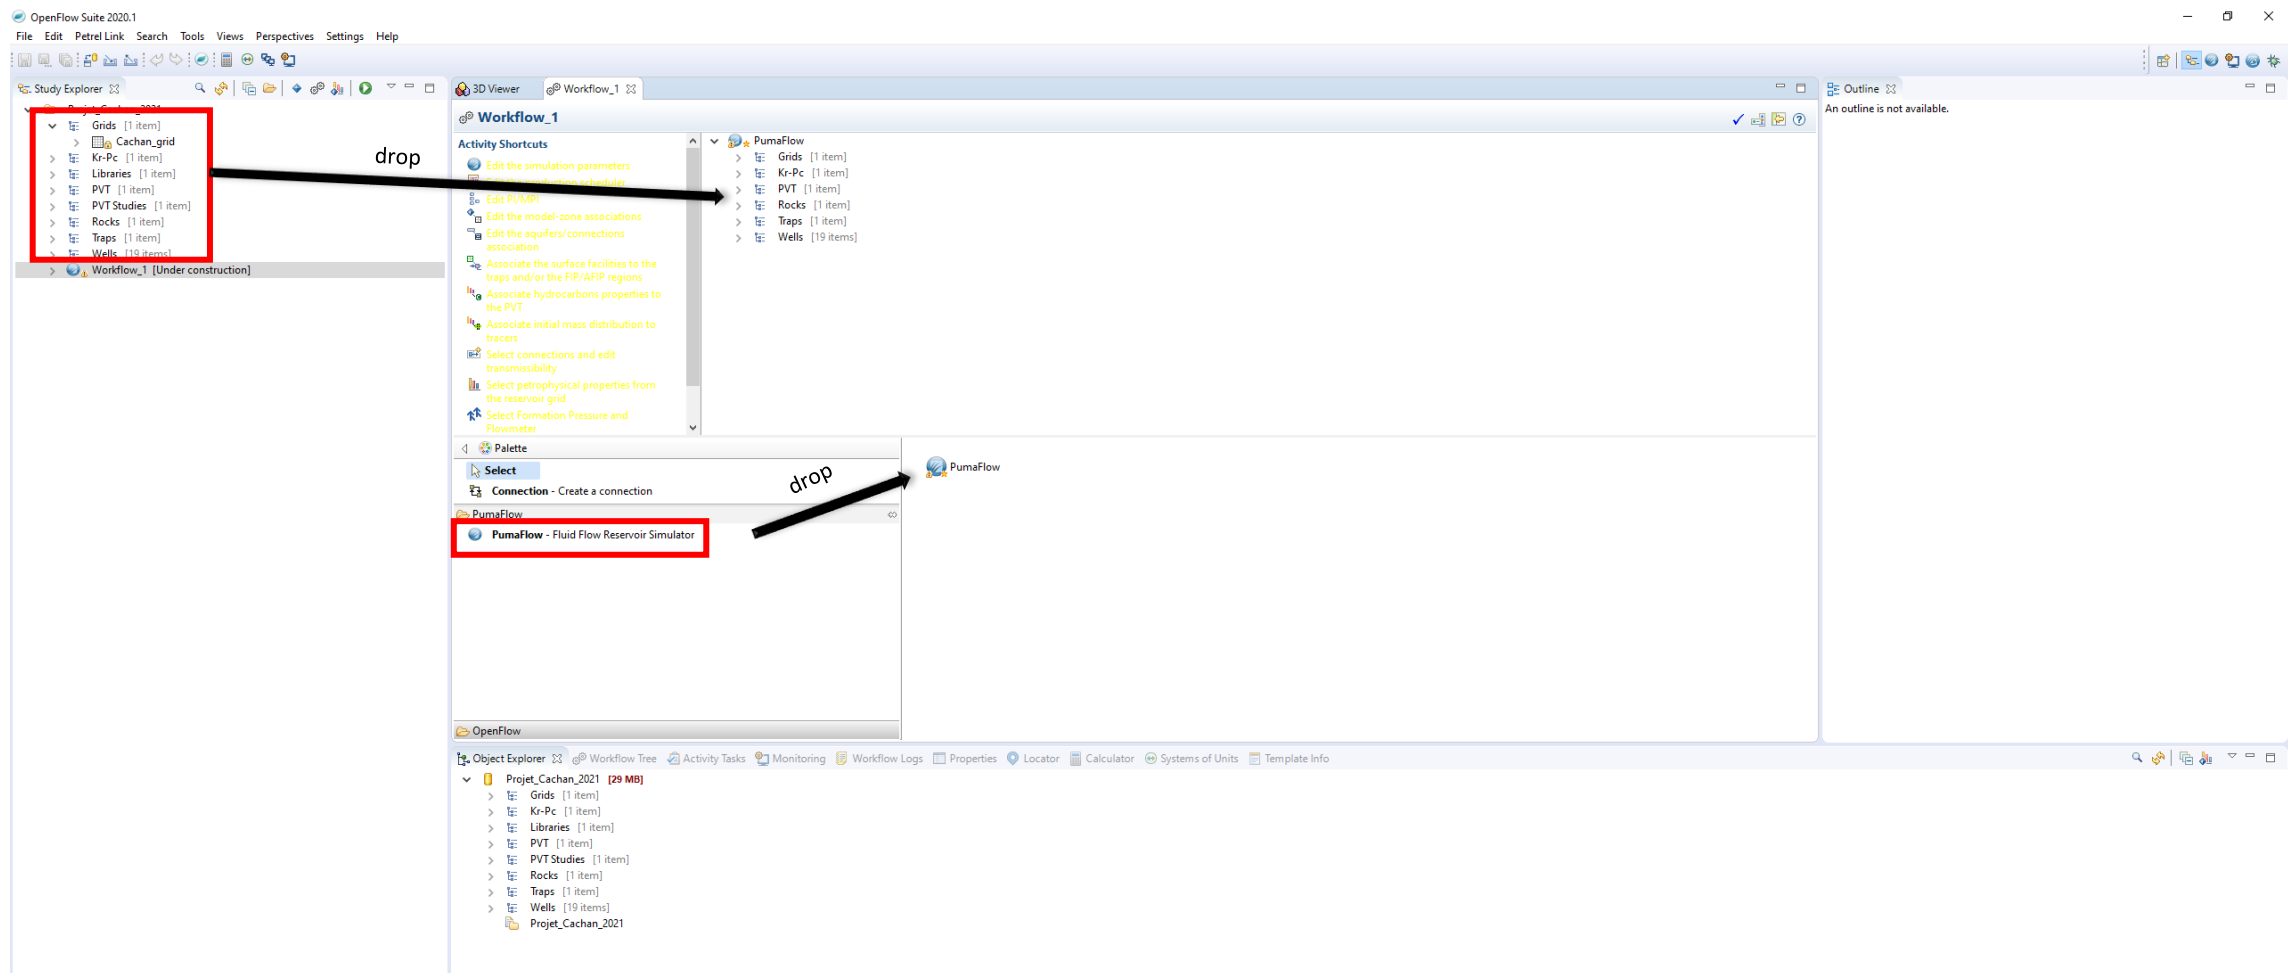 OpenFlow Suite 2020.1
File Edit Petrel Link Search Tools Views Perspectives Settings Help
Study Explorer
Projet_Cachan_2021
Grids [1 item]
Cachan_grid
Kr-Pc [1 item]
Libraries [1 item]
PVT [1 item]
PVT Studies [1 item]
Rocks [1 item]
Traps [1 item]
Wells [19 items]
Workflow_1 [Under construction]
drop
3D Viewer Workflow_1
Workflow_1
Activity Shortcuts
Edit the simulation parameters
Edit the production scheduler
Edit PI/MPI
Edit the model-zone associations
Edit the aquifers/connections
association
Associate the surface facilities to the
traps and/or the FIP/AFIP regions
Associate hydrocarbons properties to
the PVT
Associate initial mass distribution to
tracers
Select connections and edit
transmissibility
Select petrophysical properties from
the reservoir grid
Select Formation Pressure and
Flowmeter
PumaFlow
Grids [1 item]
Kr-Pc [1 item]
PVT [1 item]
Rocks [1 item]
Traps [1 item]
Wells [19 items]
Palette
Select
Connection - Create a connection
PumaFlow
PumaFlow - Fluid Flow Reservoir Simulator
OpenFlow
drop
PumaFlow
Outline
An outline is not available.
Object Explorer Workflow Tree Activity Tasks Monitoring Workflow Logs Properties Locator Calculator Systems of Units Template Info
Projet_Cachan_2021 [29 MB]
Grids [1 item]
Kr-Pc [1 item]
Libraries [1 item]
PVT [1 item]
PVT Studies [1 item]
Rocks [1 item]
Traps [1 item]
Wells [19 items]
Projet_Cachan_2021